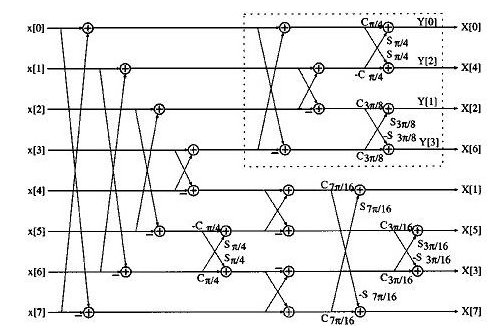 x[0] C π/4 Y[0] X[0]
S π/4
S π/4
x[1] -C π/4 Y[2] X[4]
x[2] C 3π/8 Y[1] X[2]
S 3π/8
-S 3π/8
x[3] C 3π/8 Y[3] X[6]
x[4] C 7π/16 X[1]
S 7π/16
x[5] -C π/4 C 3π/16 X[5]
S π/4 S 3π/16
S π/4 -S 3π/16
x[6] C π/4 C 3π/16 X[3]
-S 7π/16
x[7] C 7π/16 X[7]